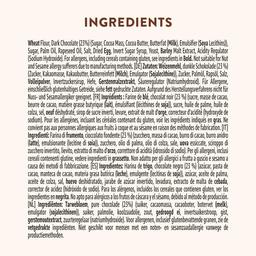 INGREDIENTS
Wheat Flour, Dark Chocolate (23%) (Sugar, Cocoa Mass, Cocoa Butter, Butterfat (Milk), Emulsifier (Soya Lecithins)),
Sugar, Palm Oil, Rapeseed Oil, Salt, Dried Egg, Invert Sugar Syrup, Yeast, Barley Malt Extract, Acidity Regulator
(Sodium Hydroxide). For allergens, including cereals containing gluten, see ingredients in Bold. Not suitable for Nut
and Sesame allergy sufferers due to manufacturing methods. [DE] Zutaten: Weizenmehl, dunkle Schokolade (23 %)
(Zucker, Kakaomasse, Kakaobutter, Butterreinfett (Milch), Emulgator (Sojalecithine)), Zucker, Palmöl, Rapsöl, Salz,
Volleipulver, Invertzuckersirup, Hefe, Gerstenmalzextrakt, Säureregulator (Natriumhydroxid). Für Allergene,
einschließlich glutenhaltiges Getreide, siehe fett gedruckte Zutaten. Aufgrund des Herstellungsverfahrens nicht für
Nuss- und Sesamallergiker geeignet. [FR] Ingrédients : Farine de blé, chocolat noir (23 %) (sucre, masse de cacao,
beurre de cacao, matière grasse butyrique (lait), émulsifiant (lécithines de soja)), sucre, huile de palme, huile de
colza, sel, œuf déshydraté, sirop de sucre inverti, levure, extrait de malt d'orge, correcteur d'acidité (hydroxyde de
sodium). Pour les allergènes, incluant les céréales contenant du gluten, voir les ingrédients indiqués en gras. Ne
convient pas aux personnes allergiques aux fruits à coque et au sésame en raison des méthodes de fabrication. [IT]
Ingredienti: Farina di frumento, cioccolato fondente (23 %) (zucchero, massa di cacao, burro di cacao, burro anidro
(latte), emulsionante (lecitine di soia)), zucchero, olio di palma, olio di colza, sale, uova essiccate, sciroppo di
zucchero invertito, lievito, estratto di malto d'orzo, correttore di acidità (idrossido di sodio). Per gli allergeni, inclusi
cereali contenenti glutine, vedere ingredienti in grassetto. Non adatto per gli allergici a frutta a guscio e sesamo a
causa dei metodi di fabbricazione. [ES] Ingredientes: Harina de trigo, chocolate negro (23 %) (azúcar, pasta de
cacao, manteca de cacao, materia grasa butírica (leche), emulgente (lecitinas de soja)), azúcar, aceite de palma,
aceite de colza, sal, huevo deshidratado, jarabe de azúcar invertido, levadura, extracto de malta de cebada,
corrector de acidez (hidróxido de sodio). Para los alérgenos, incluidos los cereales que contienen gluten, ver los
ingredientes en negrita. No apto para alérgicos a los frutos de cáscara y el sésamo, debido al método de producción.
[NL] Ingrediënten: Tarwebloem, pure chocolade (23%) (suiker, cacaomassa, cacaoboter, botervet (melk),
emulgator (sojalecithinen)), suiker, palmolie, koolzaadolie, zout, gedroogd ei, invertsuikerstroop, gist,
gerstemoutextract, zuurteregelaar (natriumhydroxide). Voor allergenen, inclusief glutenbevattende granen, zie de
vetgedrukte ingrediënten. Niet geschikt voor mensen met een noten- en sesamzaadallergie vanwege de
productiemethoden.